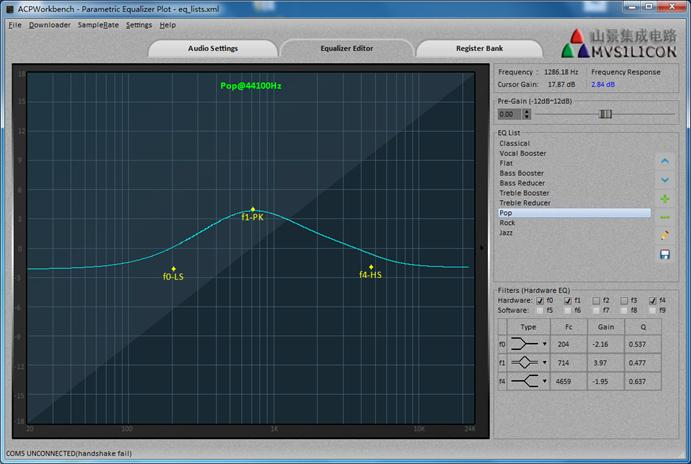 ACPWorkbench - Parametric Equalizer Plot - eq_lists.xml
File Downloader SampleRate Settings Help
Audio Settings Equalizer Editor Register Bank
山景集成电路
MVSILICON
Pop@44100Hz
18
15
12
9
6
3
0
-3
-6
-9
-12
-15
-18
f1-PK
f0-LS
f4-HS
20 100 1K 10K 24K
Frequency : 1286.18 Hz Frequency Response
Cursor Gain: 17.87 dB 2.84 dB
Pre-Gain (-12dB~12dB)
0.00
EQ List
Classical
Vocal Booster
Flat
Bass Booster
Bass Reducer
Treble Booster
Treble Reducer
Pop
Rock
Jazz
Filters (Hardware EQ)
Hardware: f0 f1 f2 f3 f4
Software: f5 f6 f7 f8 f9
Type Fc Gain Q
f0 204 -2.16 0.537
f1 714 3.97 0.477
f4 4659 -1.95 0.637
COM5 UNCONNECTED(handshake fail)